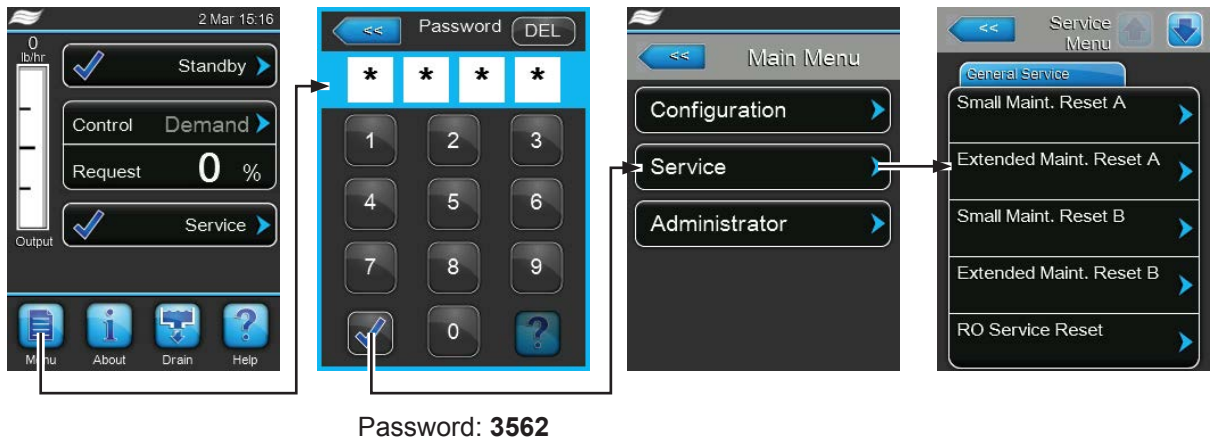 2 Mar 15:16
0
lb/hr
Standby
Control Demand
Request 0 %
Service
Output
Menu About Drain Help
<< Password DEL
* * * *
1 2 3
4 5 6
7 8 9
0 ?
<< Main Menu
Configuration
Service
Administrator
<< Service
Menu
General Service
Small Maint. Reset A
Extended Maint. Reset A
Small Maint. Reset B
Extended Maint. Reset B
RO Service Reset
Password: 3562